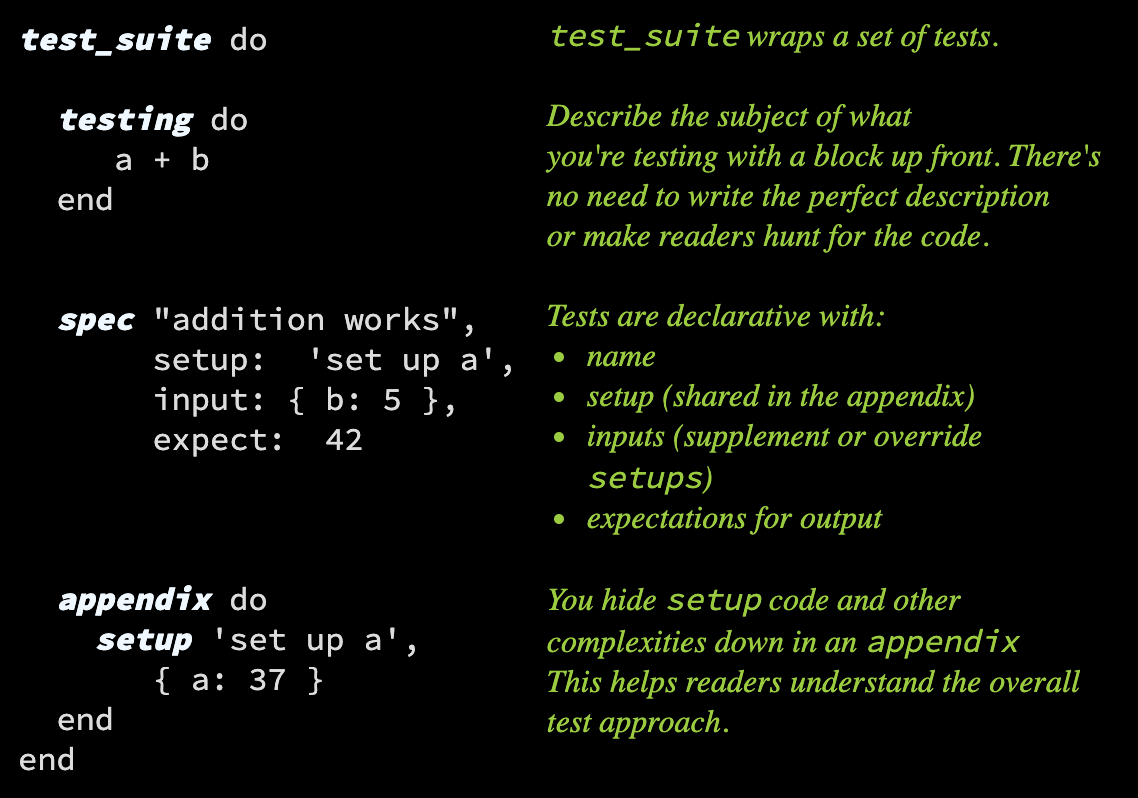 test_suite do
test_suite wraps a set of tests.
testing do
a + b
end
Describe the subject of what
you're testing with a block up front. There's
no need to write the perfect description
or make readers hunt for the code.
spec "addition works",
setup:  'set up a',
input: { b: 5 },
expect:  42
Tests are declarative with:
• name
• setup (shared in the appendix)
• inputs (supplement or override
setups)
• expectations for output
appendix do
setup 'set up a',
{ a: 37 }
end
end
You hide setup code and other
complexities down in an appendix
This helps readers understand the overall
test approach.